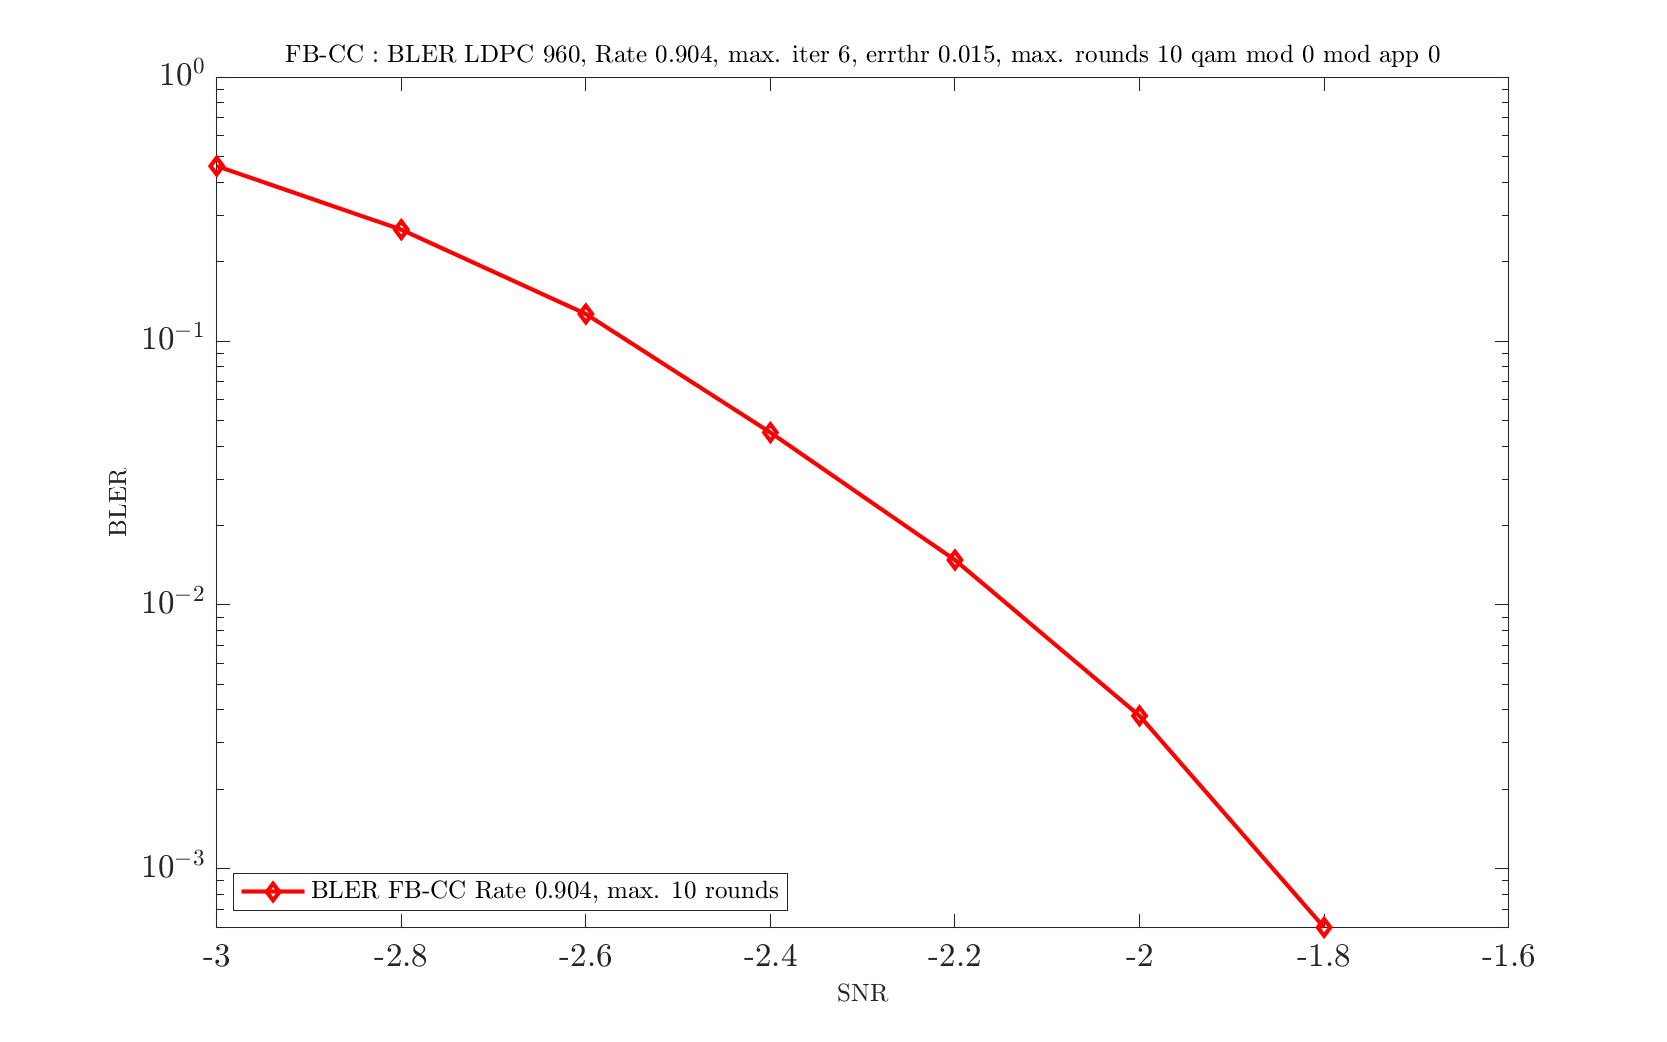 FB-CC : BLER LDPC 960, Rate 0.904, max. iter 6, errthr 0.015, max. rounds 10 qam mod 0 mod app 0
10^0
10^-1
10^-2
10^-3
BLER
BLER FB-CC Rate 0.904, max. 10 rounds
-3 -2.8 -2.6 -2.4 -2.2 -2 -1.8 -1.6
SNR